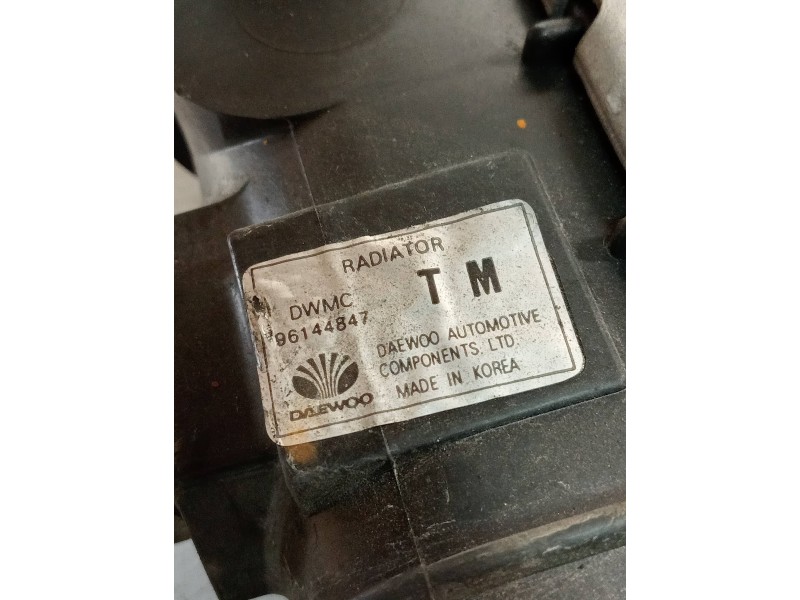 RADIATOR
T M
DWMC
96144847
DAEWOO AUTOMOTIVE
COMPONENTS, LTD.
MADE IN KOREA
DAEWOO